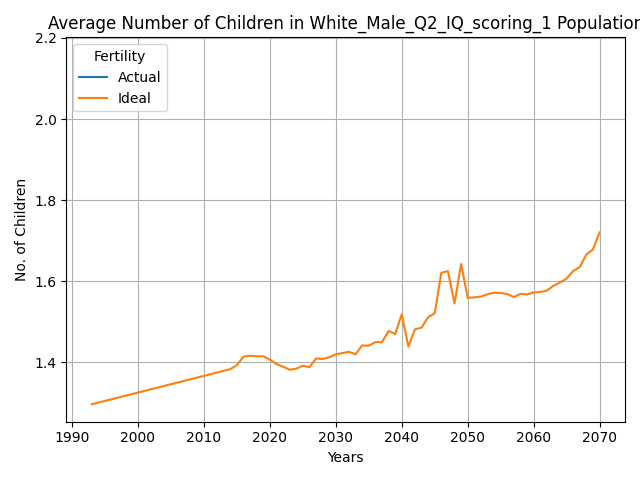 Average Number of Children in White_Male_Q2_IQ_scoring_1 Population
2.2
2.0
1.8
1.6
1.4
No. of Children
Fertility
Actual
Ideal
1990 2000 2010 2020 2030 2040 2050 2060 2070
Years